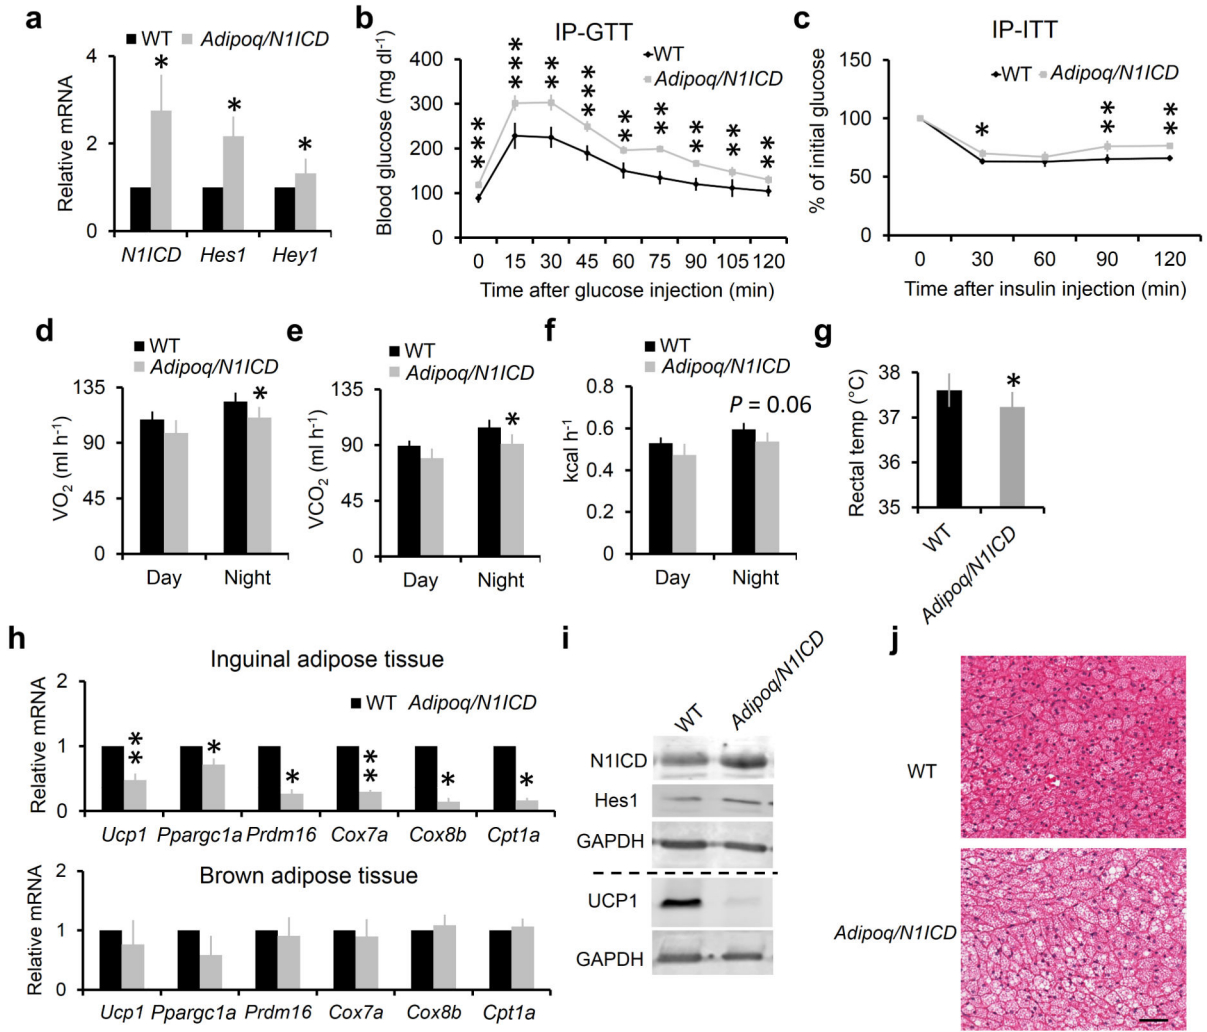 a
WT Adipoq/N1ICD
Relative mRNA
4
2
0
* * *
N1ICD Hes1 Hey1
b
IP-GTT
WT
Adipoq/N1ICD
Blood glucose (mg dl-1)
400
300
200
100
0
*** *** ** *** ** ** ** ** **
0 15 30 45 60 75 90 105 120
Time after glucose injection (min)
c
IP-ITT
WT Adipoq/N1ICD
% of initial glucose
150
100
50
0
* ** **
0 30 60 90 120
Time after insulin injection (min)
d
WT
Adipoq/N1ICD
VO2 (ml h-1)
135
90
45
0
*
Day Night
e
WT
Adipoq/N1ICD
VCO2 (ml h-1)
135
90
45
0
*
Day Night
f
WT
Adipoq/N1ICD
kcal h-1
0.8
0.6
0.4
0.2
0
P = 0.06
Day Night
g
Rectal temp (°C)
38
37
36
35
*
WT
Adipoq/N1ICD
h
Inguinal adipose tissue
WT Adipoq/N1ICD
Relative mRNA
2
1
0
** * * ** * *
Ucp1 Ppargc1a Prdm16 Cox7a Cox8b Cpt1a
Brown adipose tissue
Relative mRNA
2
1
0
Ucp1 Ppargc1a Prdm16 Cox7a Cox8b Cpt1a
i
WT
Adipoq/N1ICD
N1ICD
Hes1
GAPDH
UCP1
GAPDH
j
WT
Adipoq/N1ICD